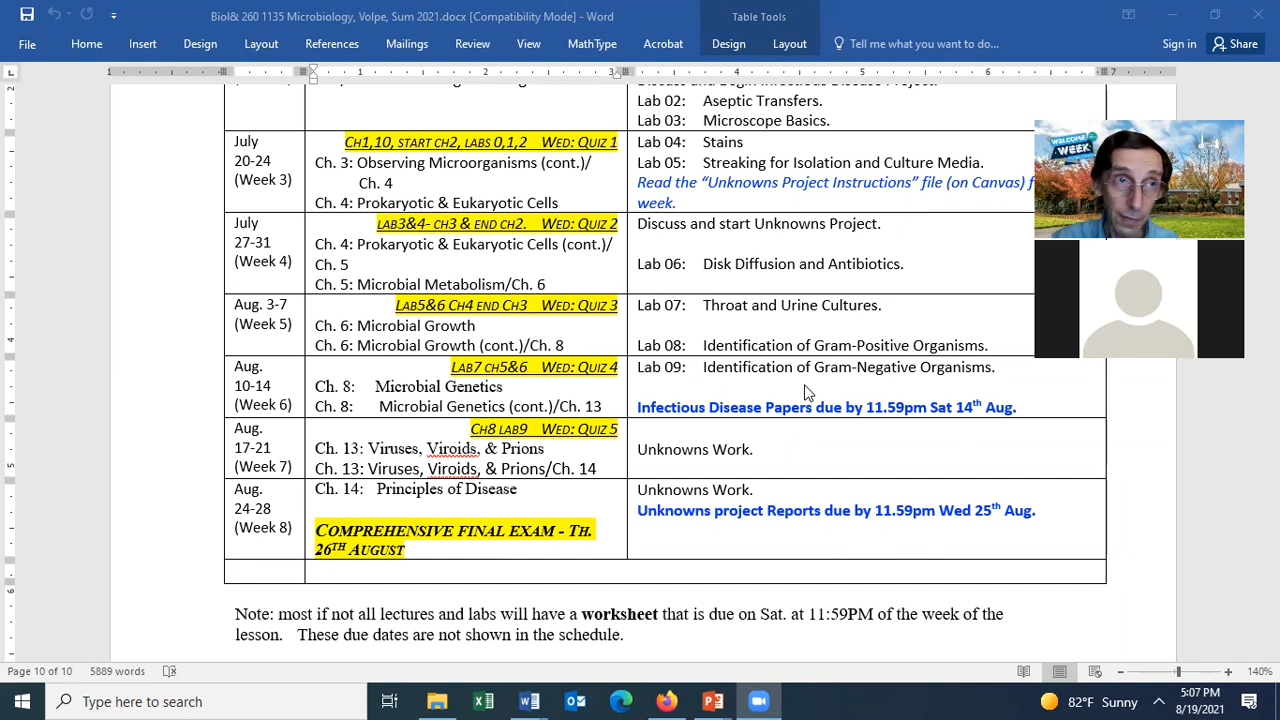 Biol& 260 1135 Microbiology, Volpe, Sum 2021.docx [Compatibility Mode] - Word
Table Tools
File Home Insert Design Layout References Mailings Review View MathType Acrobat Design Layout Tell me what you want to do... Sign in Share
1 1 2 3 4 5 6 7
Lab 02: Aseptic Transfers.
Lab 03: Microscope Basics.
July
20-24
(Week 3)
CH1,10, START CH2, LABS 0,1,2 WED: QUIZ 1
Ch. 3: Observing Microorganisms (cont.)/
Ch. 4
Ch. 4: Prokaryotic & Eukaryotic Cells
Lab 04: Stains
Lab 05: Streaking for Isolation and Culture Media.
Read the “Unknowns Project Instructions” file (on Canvas) f
week.
WELCOME
WEEK
July
27-31
(Week 4)
LAB3&4- CH3 & END CH2. WED: QUIZ 2
Ch. 4: Prokaryotic & Eukaryotic Cells (cont.)/
Ch. 5
Ch. 5: Microbial Metabolism/Ch. 6
Discuss and start Unknowns Project.
Lab 06: Disk Diffusion and Antibiotics.
Aug. 3-7
(Week 5)
LAB5&6 CH4 END CH3 WED: QUIZ 3
Ch. 6: Microbial Growth
Ch. 6: Microbial Growth (cont.)/Ch. 8
Lab 07: Throat and Urine Cultures.
Lab 08: Identification of Gram-Positive Organisms.
Aug.
10-14
(Week 6)
LAB7 CH5&6 WED: QUIZ 4
Ch. 8: Microbial Genetics
Ch. 8: Microbial Genetics (cont.)/Ch. 13
Lab 09: Identification of Gram-Negative Organisms.
Infectious Disease Papers due by 11.59pm Sat 14th Aug.
Aug.
17-21
(Week 7)
CH8 LAB9 WED: QUIZ 5
Ch. 13: Viruses, Viroids, & Prions
Ch. 13: Viruses, Viroids, & Prions/Ch. 14
Unknowns Work.
Aug.
24-28
(Week 8)
Ch. 14: Principles of Disease
COMPREHENSIVE FINAL EXAM - TH.
26TH AUGUST
Unknowns Work.
Unknowns project Reports due by 11.59pm Wed 25th Aug.
Note: most if not all lectures and labs will have a worksheet that is due on Sat. at 11:59PM of the week of the
lesson. These due dates are not shown in the schedule.
Page 10 of 10 5889 words 140%
Type here to search
82°F Sunny
5:07 PM
8/19/2021